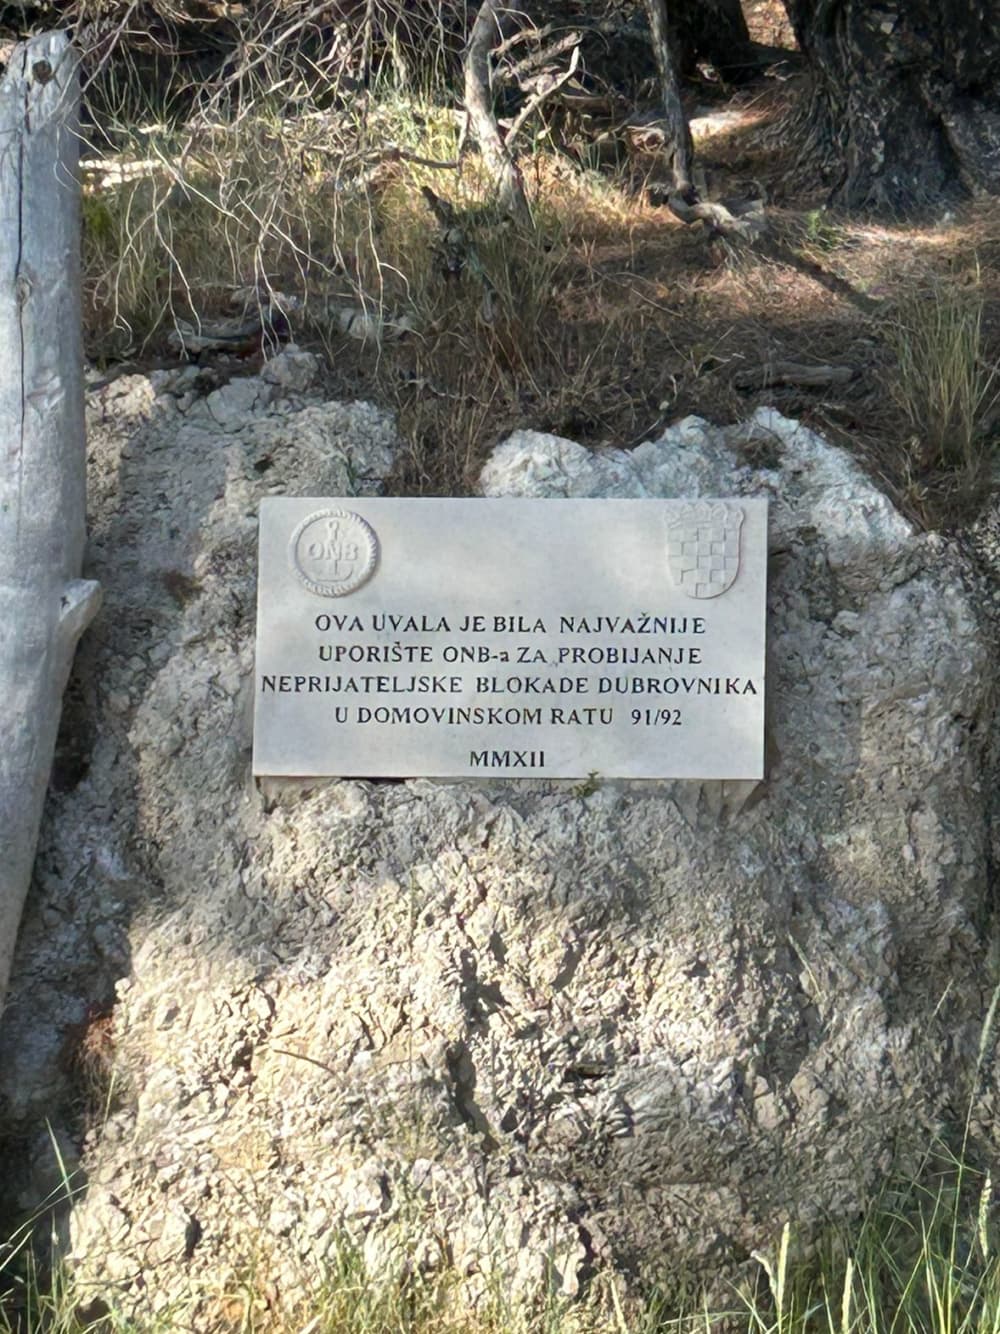 ONB
OVA UVALA JE BILA NAJVAŽNIJE
UPORIŠTE ONB-a ZA PROBIJANJE
NEPRIJATELJSKE BLOKADE DUBROVNIKA
U DOMOVINSKOM RATU 91/92
MMXII